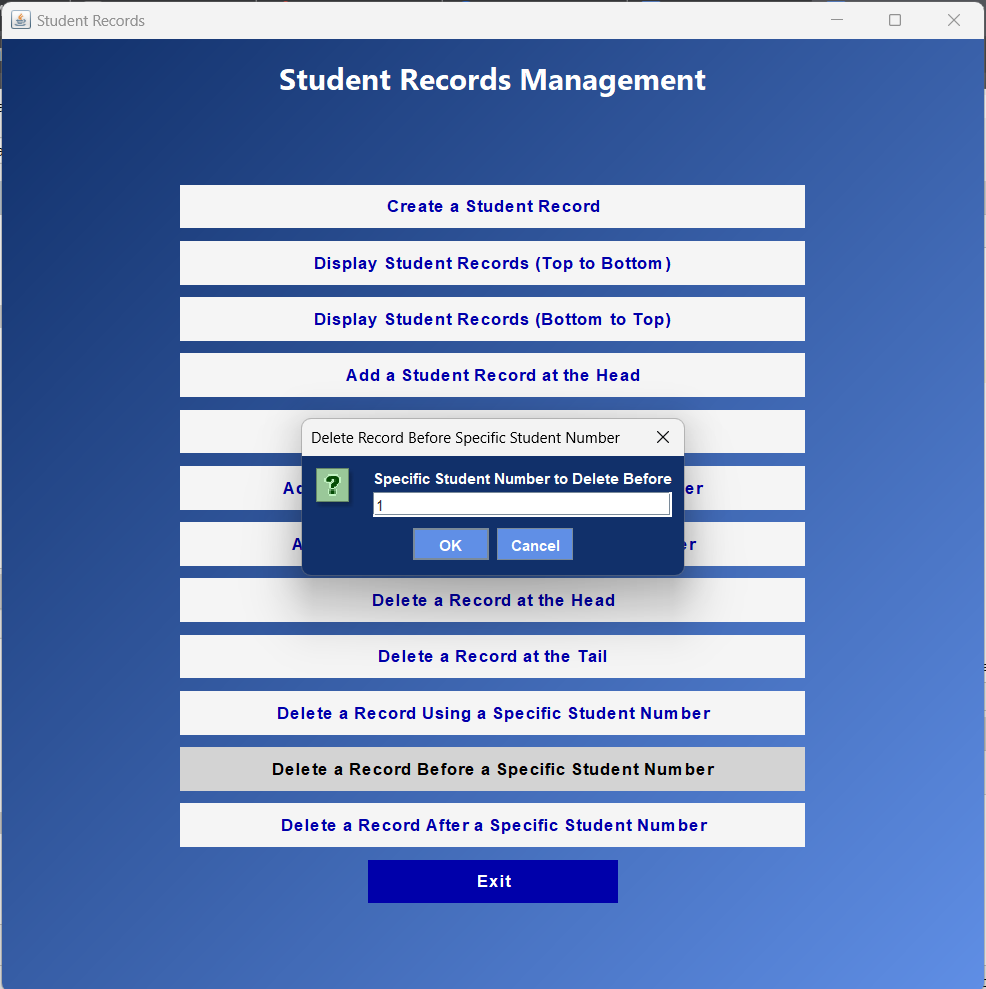 Student Records
Student Records Management
Create a Student Record
Display Student Records (Top to Bottom)
Display Student Records (Bottom to Top)
Add a Student Record at the Head
Delete Record Before Specific Student Number
?
Specific Student Number to Delete Before
1
OK
Cancel
Delete a Record at the Head
Delete a Record at the Tail
Delete a Record Using a Specific Student Number
Delete a Record Before a Specific Student Number
Delete a Record After a Specific Student Number
Exit